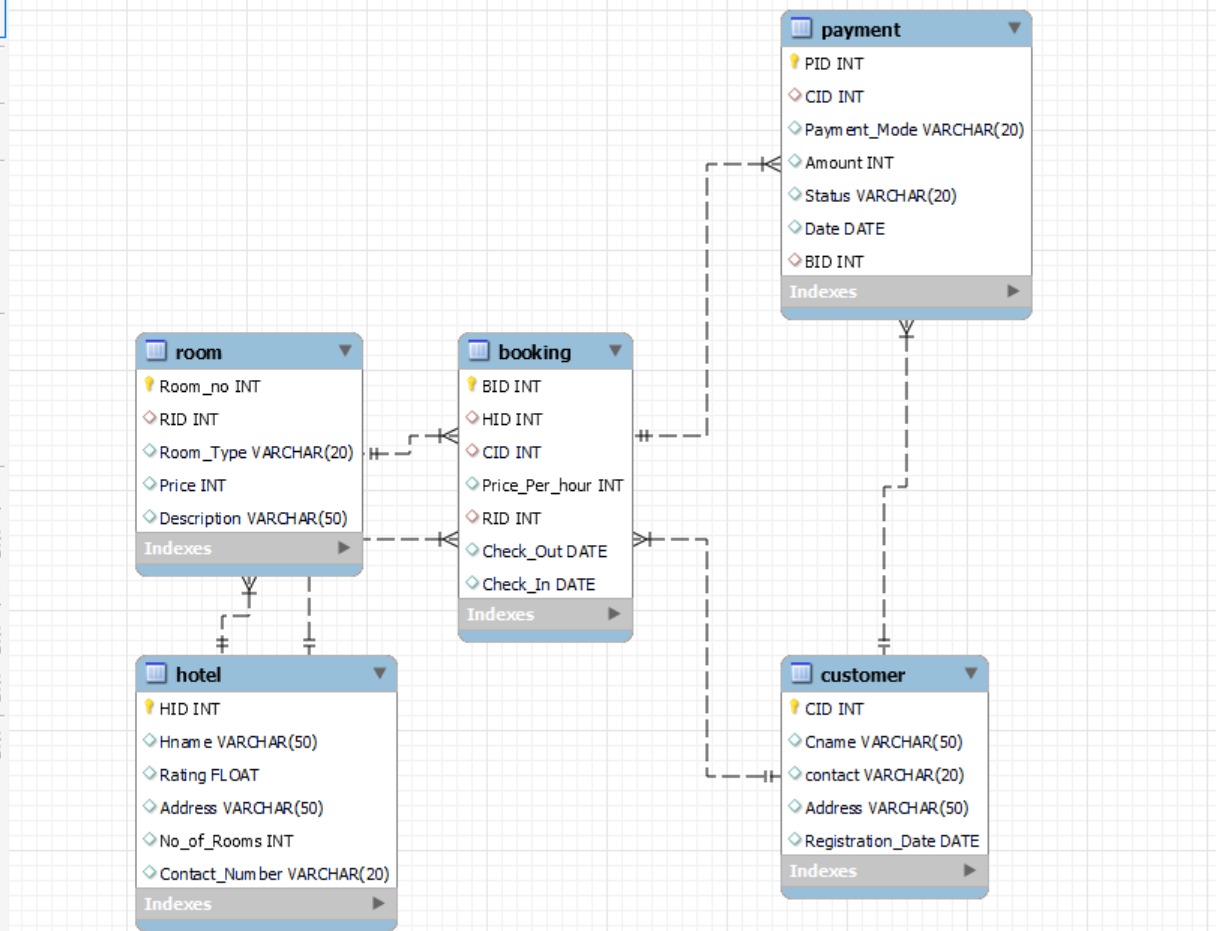 payment
PID INT
CID INT
Payment_Mode VARCHAR(20)
Amount INT
Status VARCHAR(20)
Date DATE
BID INT
Indexes
room
Room_no INT
RID INT
Room_Type VARCHAR(20)
Price INT
Description VARCHAR(50)
Indexes
booking
BID INT
HID INT
CID INT
Price_Per_hour INT
RID INT
Check_Out DATE
Check_In DATE
Indexes
hotel
HID INT
Hname VARCHAR(50)
Rating FLOAT
Address VARCHAR(50)
No_of_Rooms INT
Contact_Number VARCHAR(20)
Indexes
customer
CID INT
Cname VARCHAR(50)
contact VARCHAR(20)
Address VARCHAR(50)
Registration_Date DATE
Indexes